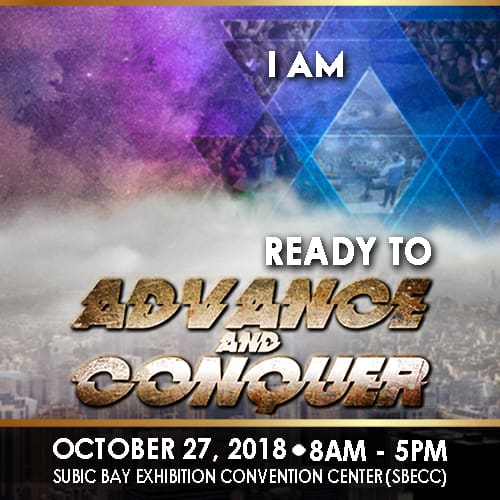 I AM
READY TO
ADVANCE
AND
CONQUER
OCTOBER 27, 2018 • 8AM - 5PM
SUBIC BAY EXHIBITION CONVENTION CENTER (SBECC)